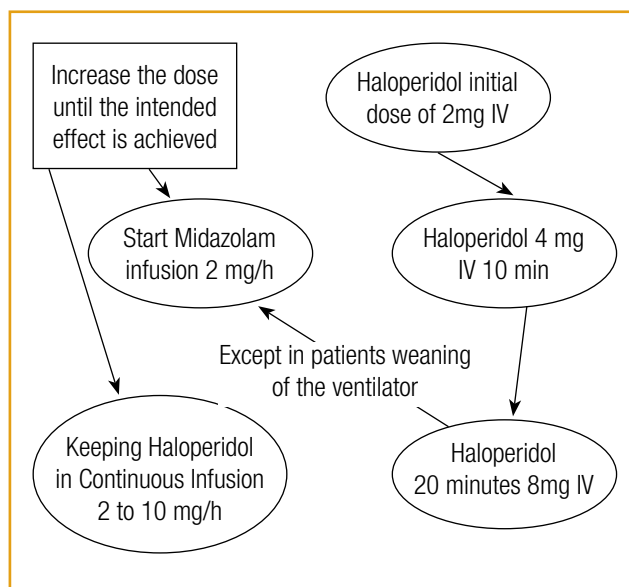 Increase the dose
until the intended
effect is achieved
Haloperidol initial
dose of 2mg IV
Start Midazolam
infusion 2 mg/h
Haloperidol 4 mg
IV 10 min
Except in patients weaning
of the ventilator
Keeping Haloperidol
in Continuous Infusion
2 to 10 mg/h
Haloperidol
20 minutes 8mg IV